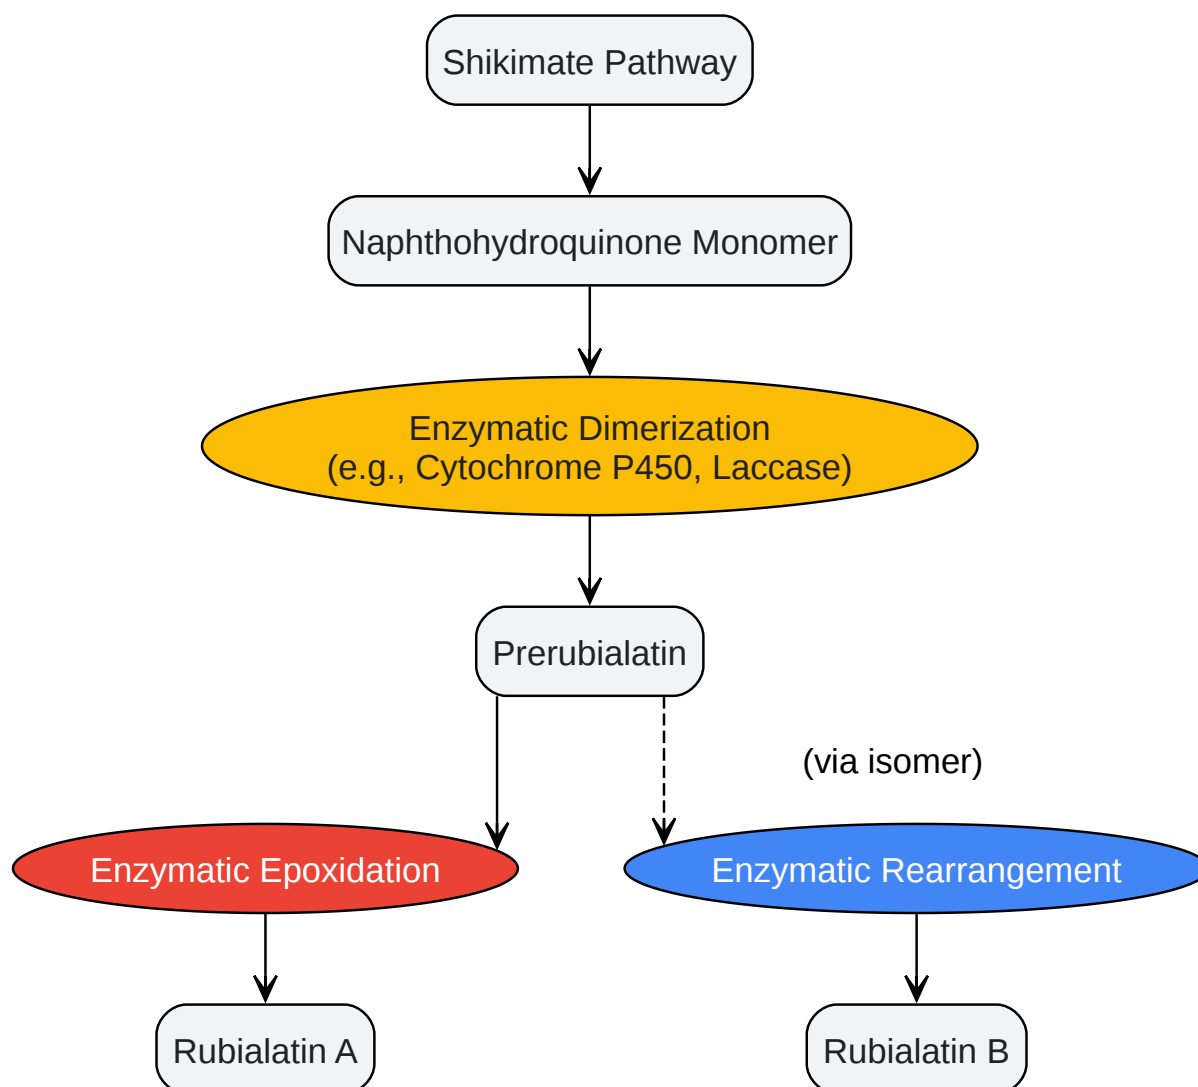 Shikimate Pathway
Naphthohydroquinone Monomer
Enzymatic Dimerization
(e.g., Cytochrome P450, Laccase)
Prerubialatin
(via isomer)
Enzymatic Epoxidation
Enzymatic Rearrangement
Rubialatin A
Rubialatin B